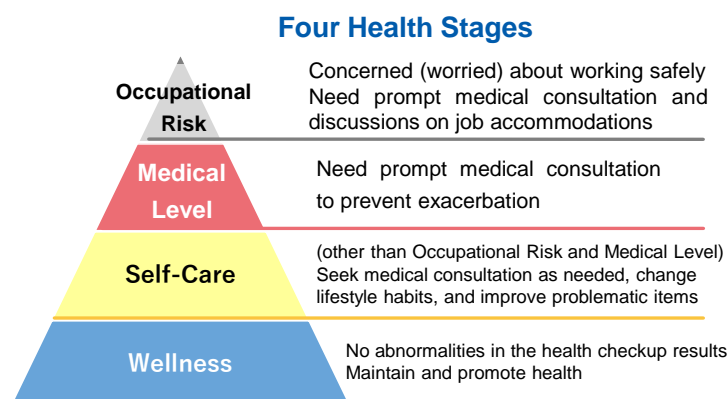 Four Health Stages
Occupational
Risk
Concerned (worried) about working safely
Need prompt medical consultation and
discussions on job accommodations
Medical
Level
Need prompt medical consultation
to prevent exacerbation
Self-Care
(other than Occupational Risk and Medical Level)
Seek medical consultation as needed, change
lifestyle habits, and improve problematic items
Wellness
No abnormalities in the health checkup results
Maintain and promote health